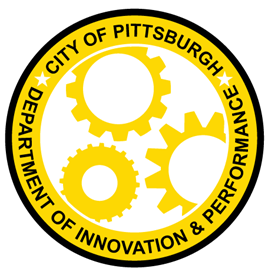 CITY OF PITTSBURGH
DEPARTMENT OF INNOVATION & PERFORMANCE